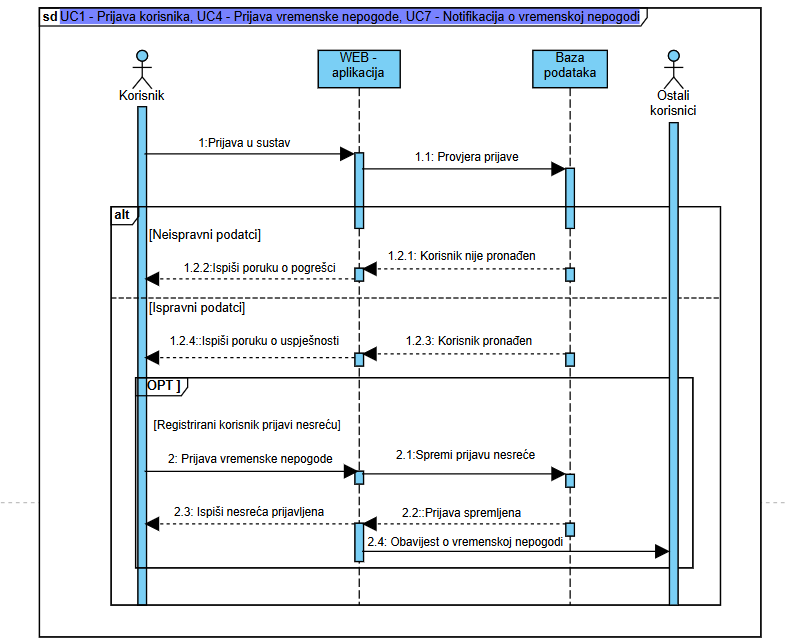 sd UC1 - Prijava korisnika, UC4 - Prijava vremenske nepogode, UC7 - Notifikacija o vremenskoj nepogodi
Korisnik
WEB -
aplikacija
Baza
podataka
Ostali
korisnici
1:Prijava u sustav
1.1: Provjera prijave
alt
[Neispravni podatci]
1.2.1: Korisnik nije pronađen
1.2.2:Ispiši poruku o pogrešci
[Ispravni podatci]
1.2.4::Ispiši poruku o uspješnosti
1.2.3: Korisnik pronađen
OPT ]
[Registrirani korisnik prijavi nesreću]
2: Prijava vremenske nepogode
2.1:Spremi prijavu nesreće
2.3: Ispiši nesreća prijavljena
2.2::Prijava spremljena
2.4: Obavijest o vremenskoj nepogodi